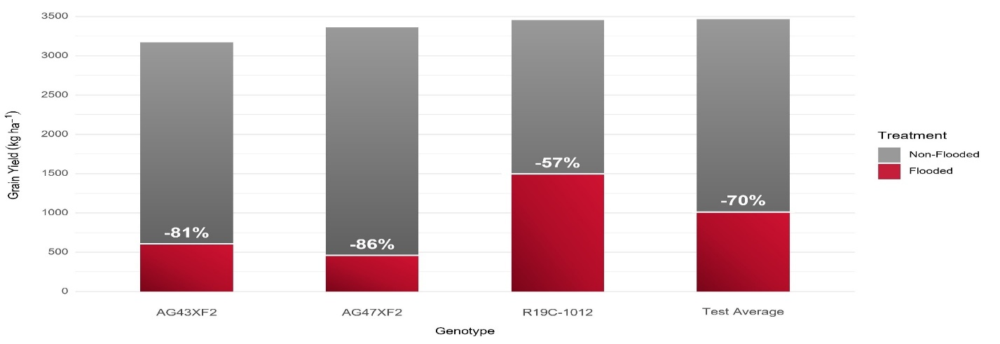 3500
3000
2500
2000
1500
1000
500
0
Grain Yield (kg ha⁻¹)
-81%
-86%
-57%
-70%
AG43XF2
AG47XF2
R19C-1012
Test Average
Genotype
Treatment
Non-Flooded
Flooded